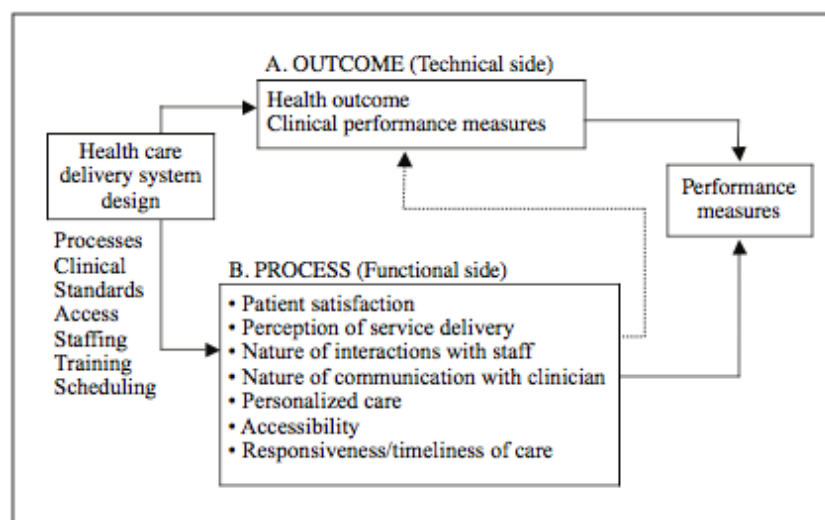 A. OUTCOME (Technical side)
Health outcome
Clinical performance measures
Health care
delivery system
design
Processes
Clinical
Standards
Access
Staffing
Training
Scheduling
B. PROCESS (Functional side)
• Patient satisfaction
• Perception of service delivery
• Nature of interactions with staff
• Nature of communication with clinician
• Personalized care
• Accessibility
• Responsiveness/timeliness of care
Performance
measures